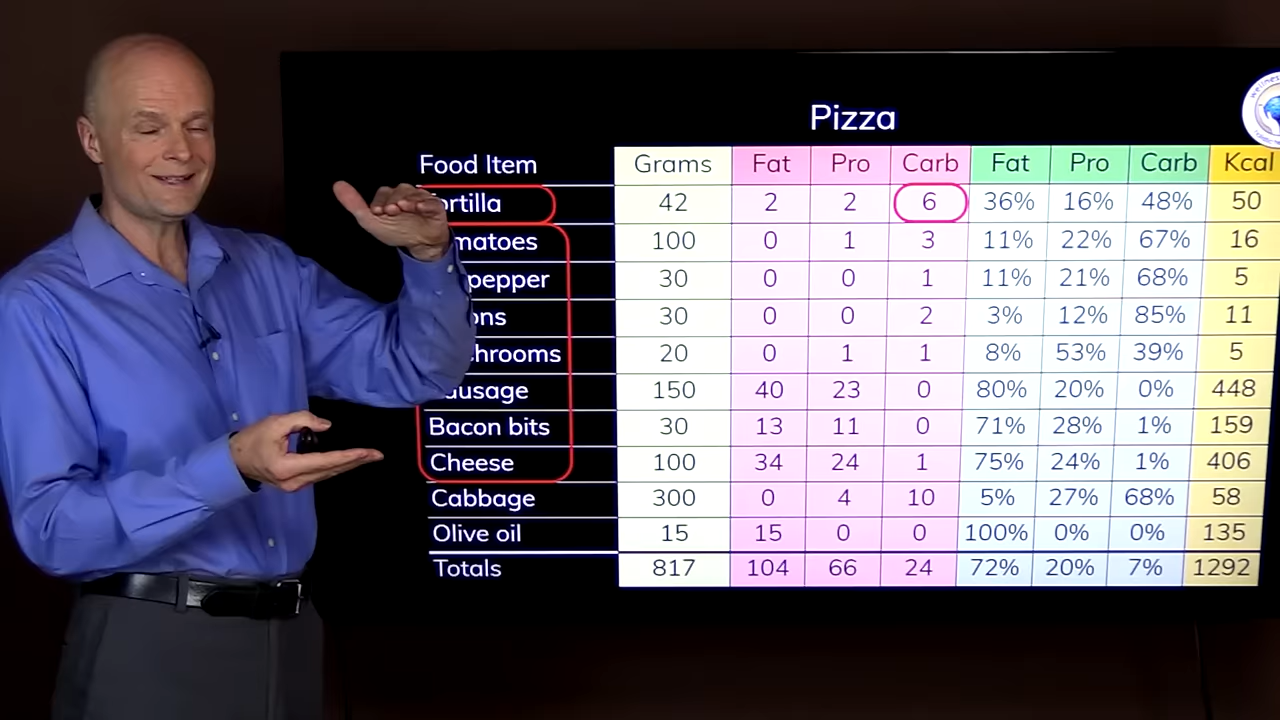 Pizza
Food Item Grams Fat Pro Carb Fat Pro Carb Kcal
ortilla 42 2 2 6 36% 16% 48% 50
matoes 100 0 1 3 11% 22% 67% 16
pepper 30 0 0 1 11% 21% 68% 5
ons 30 0 0 2 3% 12% 85% 11
hrooms 20 0 1 1 8% 53% 39% 5
ausage 150 40 23 0 80% 20% 0% 448
Bacon bits 30 13 11 0 71% 28% 1% 159
Cheese 100 34 24 1 75% 24% 1% 406
Cabbage 300 0 4 10 5% 27% 68% 58
Olive oil 15 15 0 0 100% 0% 0% 135
Totals 817 104 66 24 72% 20% 7% 1292